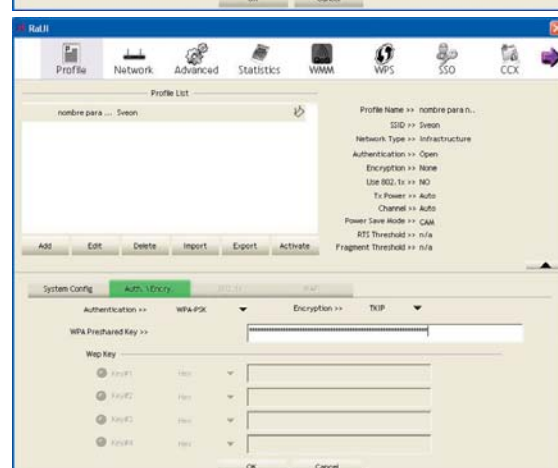 OK Cancel
RaUI
Profile Network Advanced Statistics WMM WPS SSO CCX
Profile List
nombre para ... Sveon
Profile Name >> nombre para n..
SSID >> Sveon
Network Type >> Infrastructure
Authentication >> Open
Encryption >> None
Use 802.1x >> NO
Tx Power >> Auto
Channel >> Auto
Power Save Mode >> CAM
RTS Threshold >> n/a
Fragment Threshold >> n/a
Add Edit Delete Import Export Activate
System Config Auth. \ Encry.
Authentication >> WPA-PSK Encryption >> TKIP
WPA Preshared Key >>
Wep Key
Key#1 Hex
Key#2 Hex
Key#3 Hex
Key#4 Hex
OK Cancel